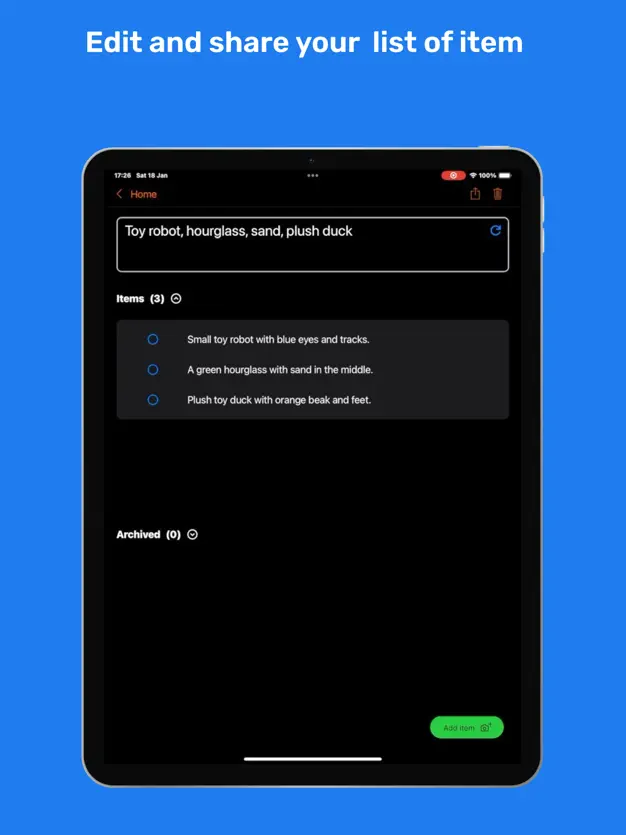 Edit and share your  list of item
17:26  Sat 18 Jan
100%
Home
Toy robot, hourglass, sand, plush duck
Items  (3)
Small toy robot with blue eyes and tracks.
A green hourglass with sand in the middle.
Plush toy duck with orange beak and feet.
Archived  (0)
Add item